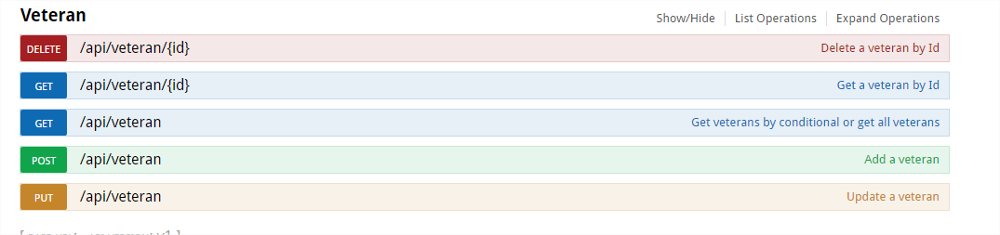 Veteran
Show/Hide List Operations Expand Operations
DELETE /api/veteran/{id} Delete a veteran by Id
GET /api/veteran/{id} Get a veteran by Id
GET /api/veteran Get veterans by conditional or get all veterans
POST /api/veteran Add a veteran
PUT /api/veteran Update a veteran